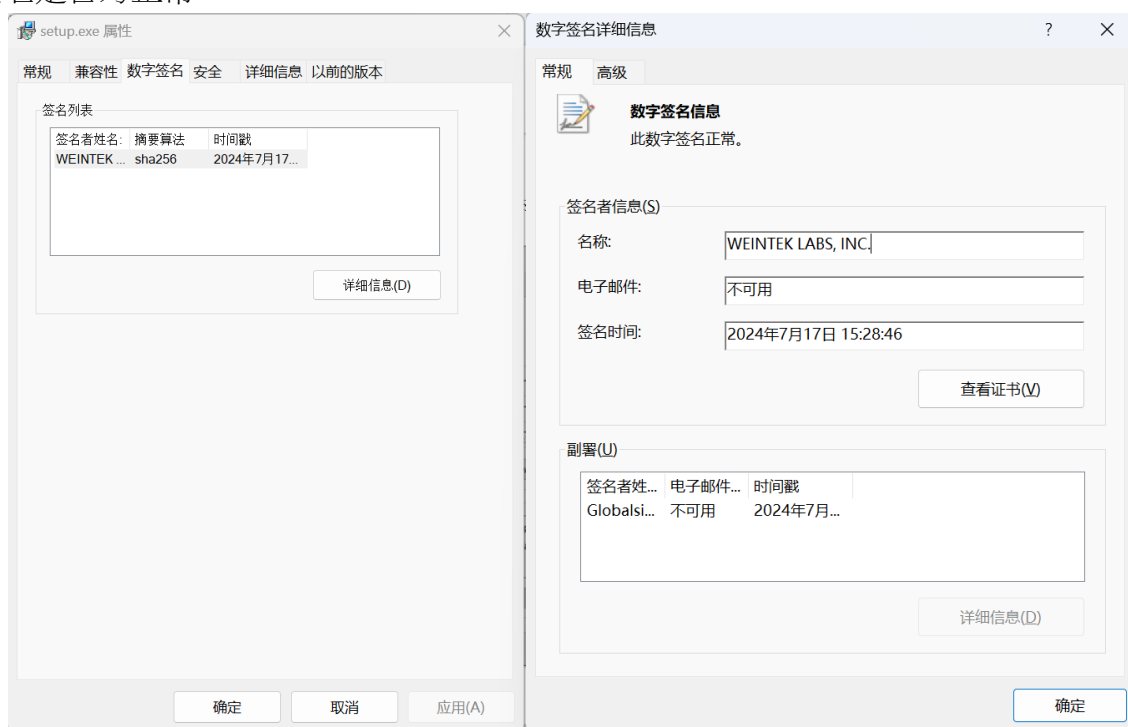 setup.exe 属性
常规 兼容性 数字签名 安全 详细信息 以前的版本
签名列表
签名者姓名: 摘要算法 时间戳
WEINTEK ... sha256 2024年7月17...
详细信息(D)
确定 取消 应用(A)
数字签名详细信息 ?
常规 高级
数字签名信息
此数字签名正常。
签名者信息(S)
名称: WEINTEK LABS, INC.
电子邮件: 不可用
签名时间: 2024年7月17日 15:28:46
查看证书(V)
副署(U)
签名者姓... 电子邮件... 时间戳
Globalsi... 不可用 2024年7月...
详细信息(D)
确定